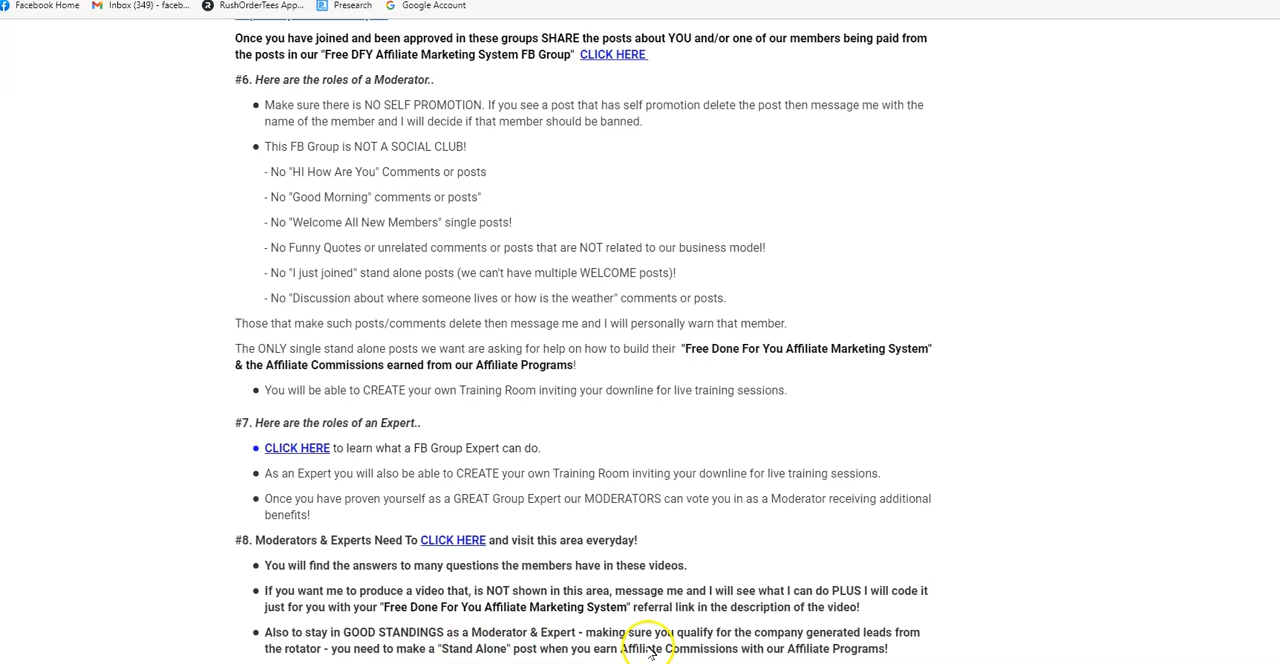 Facebook Home Inbox (349) - faceb... RushOrderTees App... Presearch Google Account
Once you have joined and been approved in these groups SHARE the posts about YOU and/or one of our members being paid from
the posts in our "Free DFY Affiliate Marketing System FB Group" CLICK HERE
#6. Here are the roles of a Moderator..
● Make sure there is NO SELF PROMOTION. If you see a post that has self promotion delete the post then message me with the
name of the member and I will decide if that member should be banned.
● This FB Group is NOT A SOCIAL CLUB!
- No "HI How Are You" Comments or posts
- No "Good Morning" comments or posts"
- No "Welcome All New Members" single posts!
- No Funny Quotes or unrelated comments or posts that are NOT related to our business model!
- No "I just joined" stand alone posts (we can't have multiple WELCOME posts)!
- No "Discussion about where someone lives or how is the weather" comments or posts.
Those that make such posts/comments delete then message me and I will personally warn that member.
The ONLY single stand alone posts we want are asking for help on how to build their "Free Done For You Affiliate Marketing System"
& the Affiliate Commissions earned from our Affiliate Programs!
● You will be able to CREATE your own Training Room inviting your downline for live training sessions.
#7. Here are the roles of an Expert..
● CLICK HERE to learn what a FB Group Expert can do.
● As an Expert you will also be able to CREATE your own Training Room inviting your downline for live training sessions.
● Once you have proven yourself as a GREAT Group Expert our MODERATORS can vote you in as a Moderator receiving additional
benefits!
#8. Moderators & Experts Need To CLICK HERE and visit this area everyday!
● You will find the answers to many questions the members have in these videos.
● If you want me to produce a video that, is NOT shown in this area, message me and I will see what I can do PLUS I will code it
just for you with your "Free Done For You Affiliate Marketing System" referral link in the description of the video!
● Also to stay in GOOD STANDINGS as a Moderator & Expert - making sure you qualify for the company generated leads from
the rotator - you need to make a "Stand Alone" post when you earn Affiliate Commissions with our Affiliate Programs!